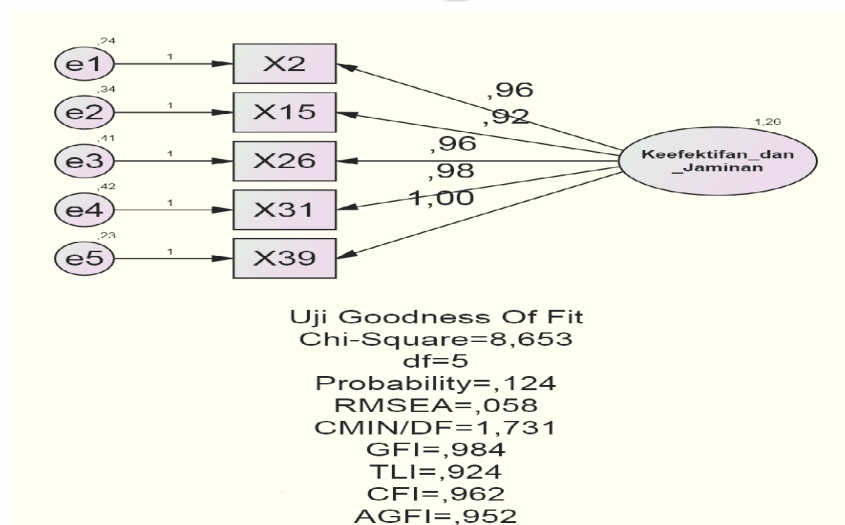 ,24
e1 1 X2
,34
e2 1 X15
,41
e3 1 X26
,42
e4 1 X31
,23
e5 1 X39
,96
,92
,96
,98
1,00
1,26
Keefektifan_dan
_Jaminan
Uji Goodness Of Fit
Chi-Square=8,653
df=5
Probability=,124
RMSEA=,058
CMIN/DF=1,731
GFI=,984
TLI=,924
CFI=,962
AGFI=,952